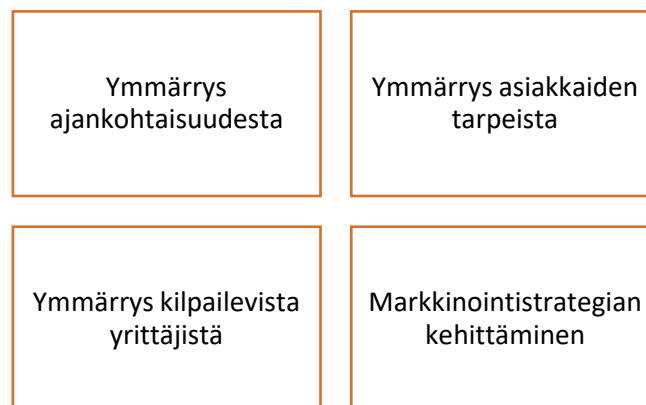 Ymmärrys
ajankohtaisuudesta
Ymmärrys asiakkaiden
tarpeista
Ymmärrys kilpailevista
yrittäjistä
Markkinointistrategian
kehittäminen